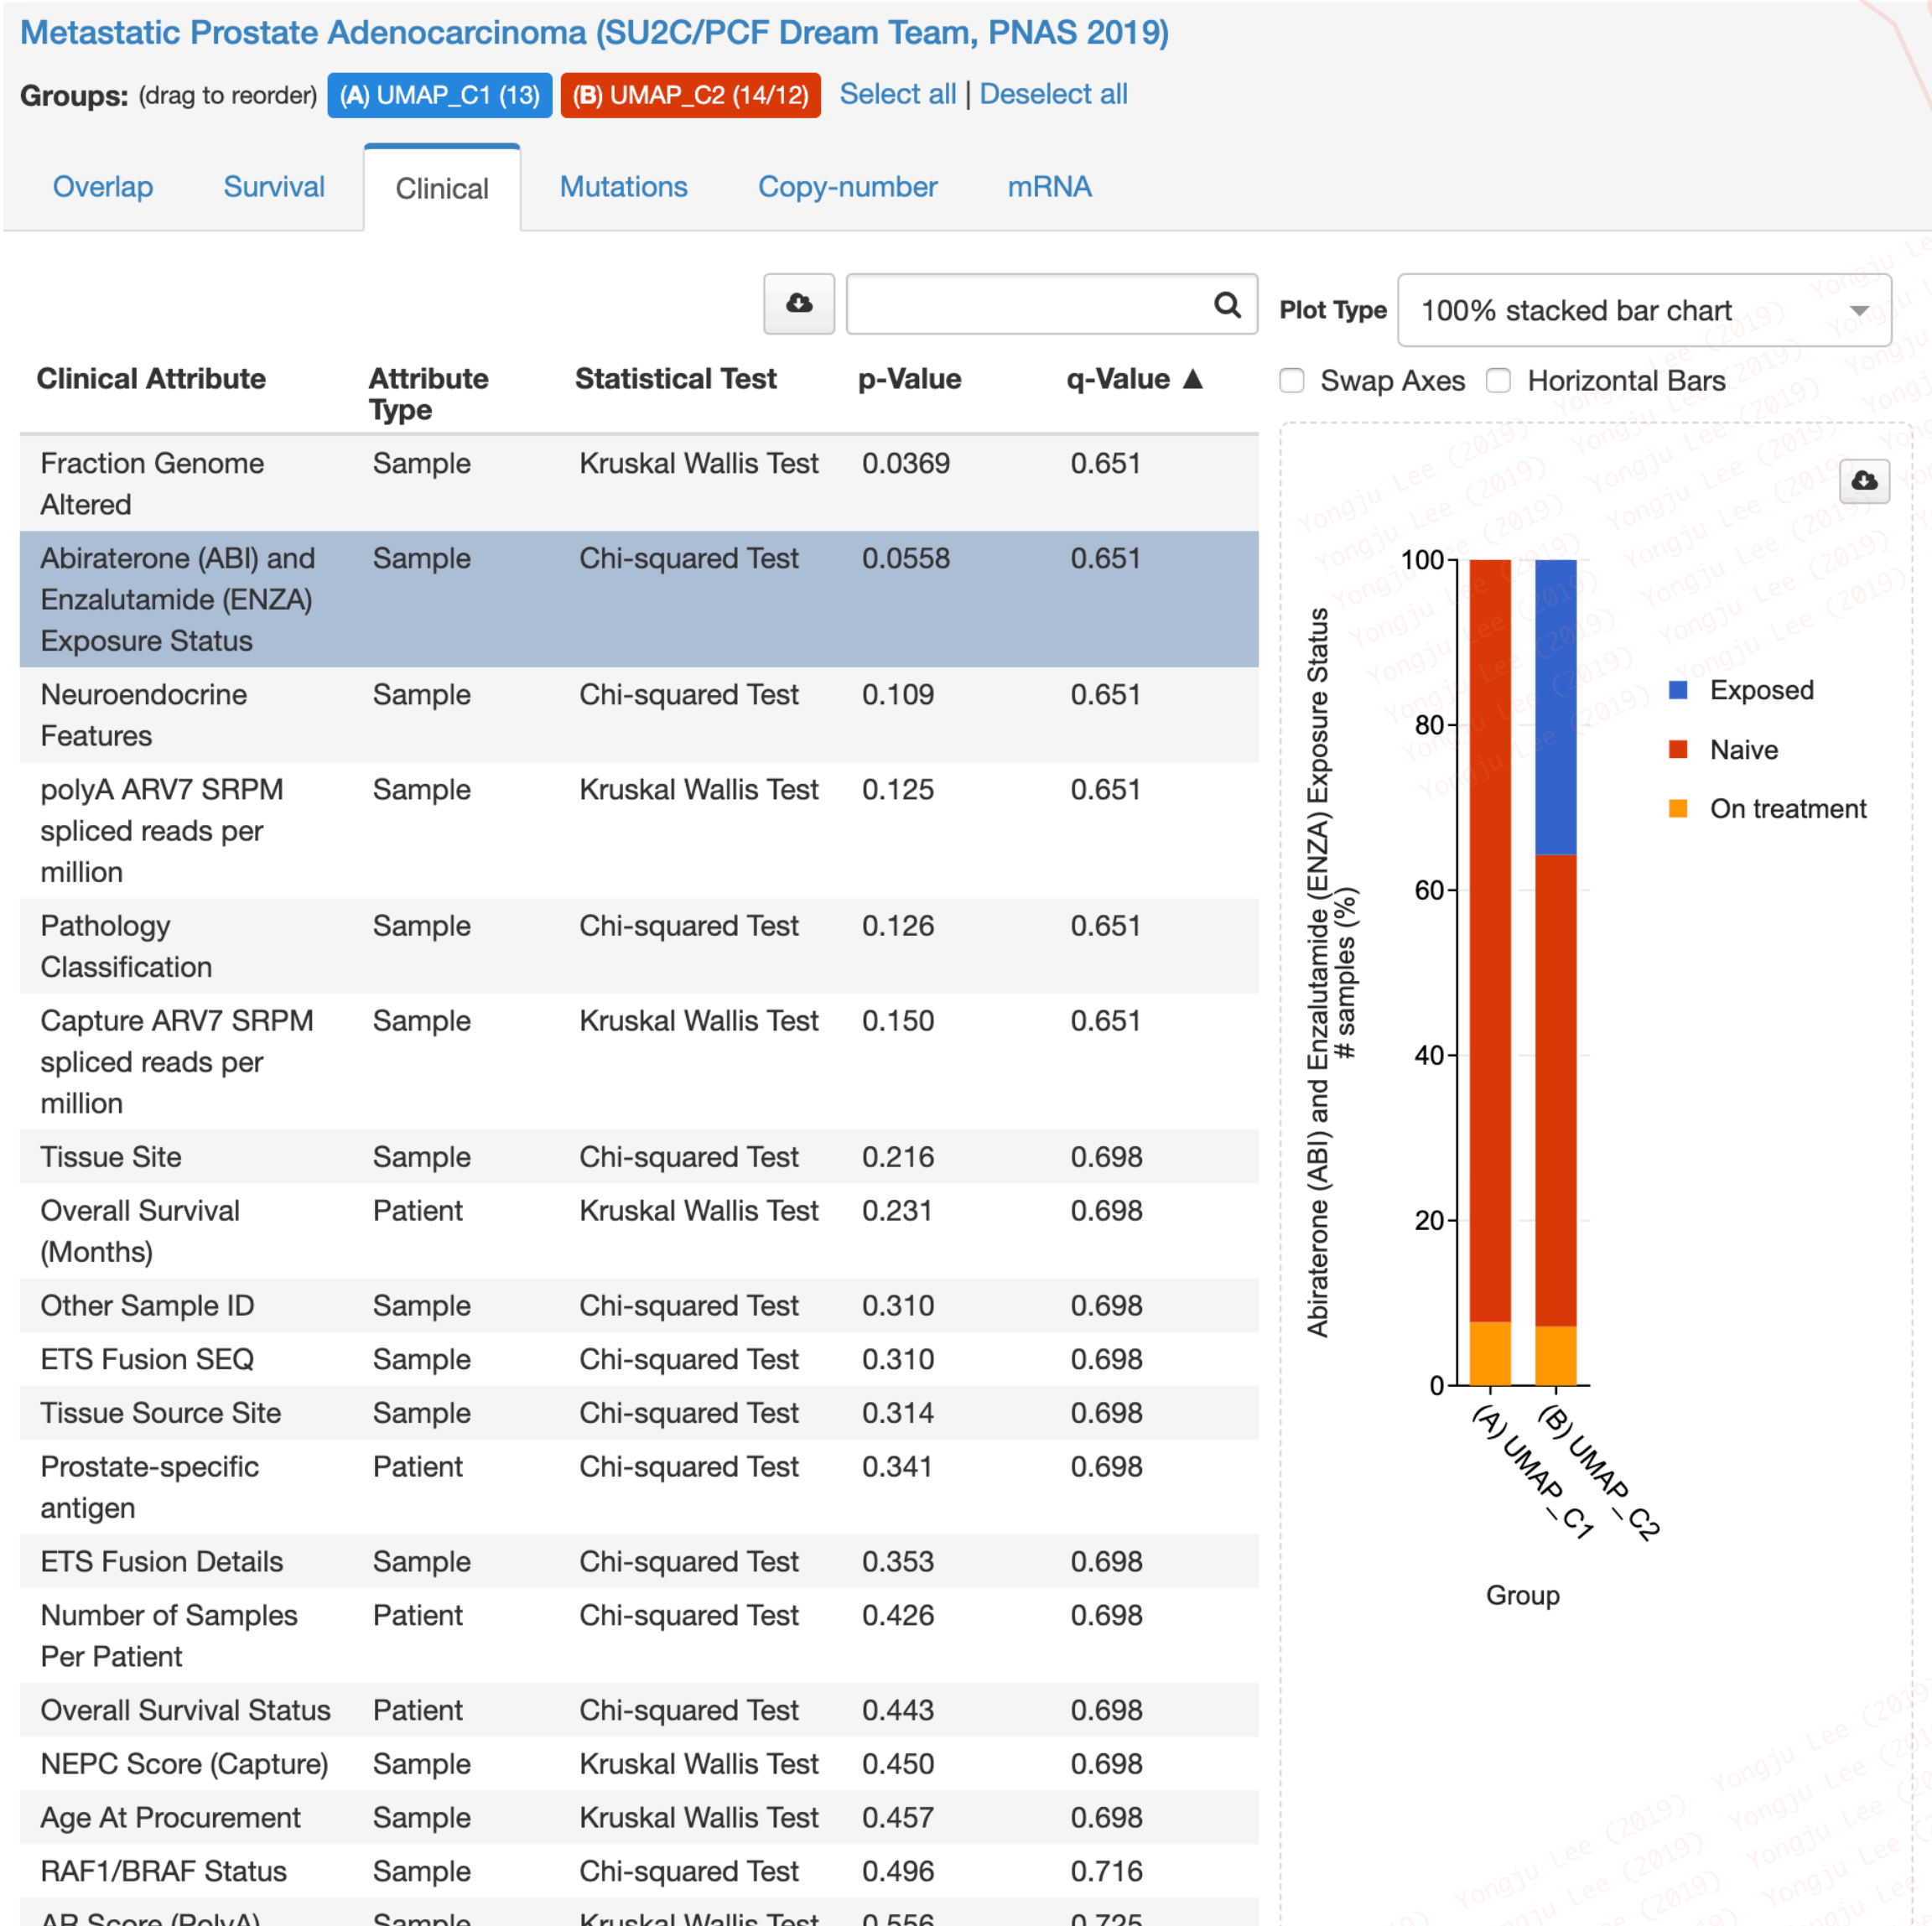 Metastatic Prostate Adenocarcinoma (SU2C/PCF Dream Team, PNAS 2019)
Groups: (drag to reorder) (A) UMAP_C1 (13) (B) UMAP_C2 (14/12) Select all | Deselect all
Overlap Survival Clinical Mutations Copy-number mRNA
Plot Type 100% stacked bar chart
Swap Axes Horizontal Bars
Clinical Attribute Attribute Type Statistical Test p-Value q-Value ▲
Fraction Genome Altered Sample Kruskal Wallis Test 0.0369 0.651
Abiraterone (ABI) and Enzalutamide (ENZA) Exposure Status Sample Chi-squared Test 0.0558 0.651
Neuroendocrine Features Sample Chi-squared Test 0.109 0.651
polyA ARV7 SRPM spliced reads per million Sample Kruskal Wallis Test 0.125 0.651
Pathology Classification Sample Chi-squared Test 0.126 0.651
Capture ARV7 SRPM spliced reads per million Sample Kruskal Wallis Test 0.150 0.651
Tissue Site Sample Chi-squared Test 0.216 0.698
Overall Survival (Months) Patient Kruskal Wallis Test 0.231 0.698
Other Sample ID Sample Chi-squared Test 0.310 0.698
ETS Fusion SEQ Sample Chi-squared Test 0.310 0.698
Tissue Source Site Sample Chi-squared Test 0.314 0.698
Prostate-specific antigen Patient Chi-squared Test 0.341 0.698
ETS Fusion Details Sample Chi-squared Test 0.353 0.698
Number of Samples Per Patient Patient Chi-squared Test 0.426 0.698
Overall Survival Status Patient Chi-squared Test 0.443 0.698
NEPC Score (Capture) Sample Kruskal Wallis Test 0.450 0.698
Age At Procurement Sample Kruskal Wallis Test 0.457 0.698
RAF1/BRAF Status Sample Chi-squared Test 0.496 0.716
AR Score (PolyA) Sample Kruskal Wallis Test 0.556 0.725
Abiraterone (ABI) and Enzalutamide (ENZA) Exposure Status
# samples (%)
100
80
60
40
20
0
Exposed
Naive
On treatment
(A) UMAP_C1
(B) UMAP_C2
Group
Yongju Lee (2019)